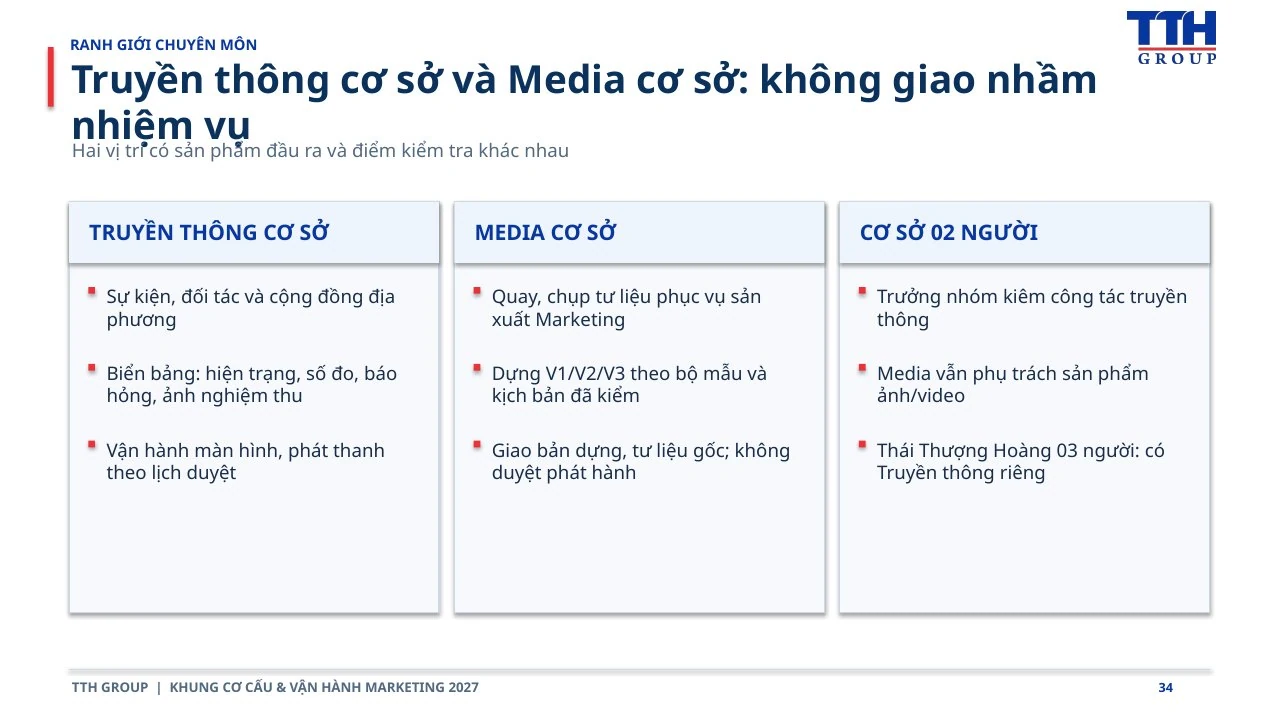 TTH
GROUP
RANH GIỚI CHUYÊN MÔN
Truyền thông cơ sở và Media cơ sở: không giao nhầm
nhiệm vụ
Hai vị trí có sản phẩm đầu ra và điểm kiểm tra khác nhau
TRUYỀN THÔNG CƠ SỞ
Sự kiện, đối tác và cộng đồng địa
phương
Biển bảng: hiện trạng, số đo, báo
hỏng, ảnh nghiệm thu
Vận hành màn hình, phát thanh
theo lịch duyệt
MEDIA CƠ SỞ
Quay, chụp tư liệu phục vụ sản
xuất Marketing
Dựng V1/V2/V3 theo bộ mẫu và
kịch bản đã kiểm
Giao bản dựng, tư liệu gốc; không
duyệt phát hành
CƠ SỞ 02 NGƯỜI
Trưởng nhóm kiêm công tác truyền
thông
Media vẫn phụ trách sản phẩm
ảnh/video
Thái Thượng Hoàng 03 người: có
Truyền thông riêng
TTH GROUP | KHUNG CƠ CẤU & VẬN HÀNH MARKETING 2027
34